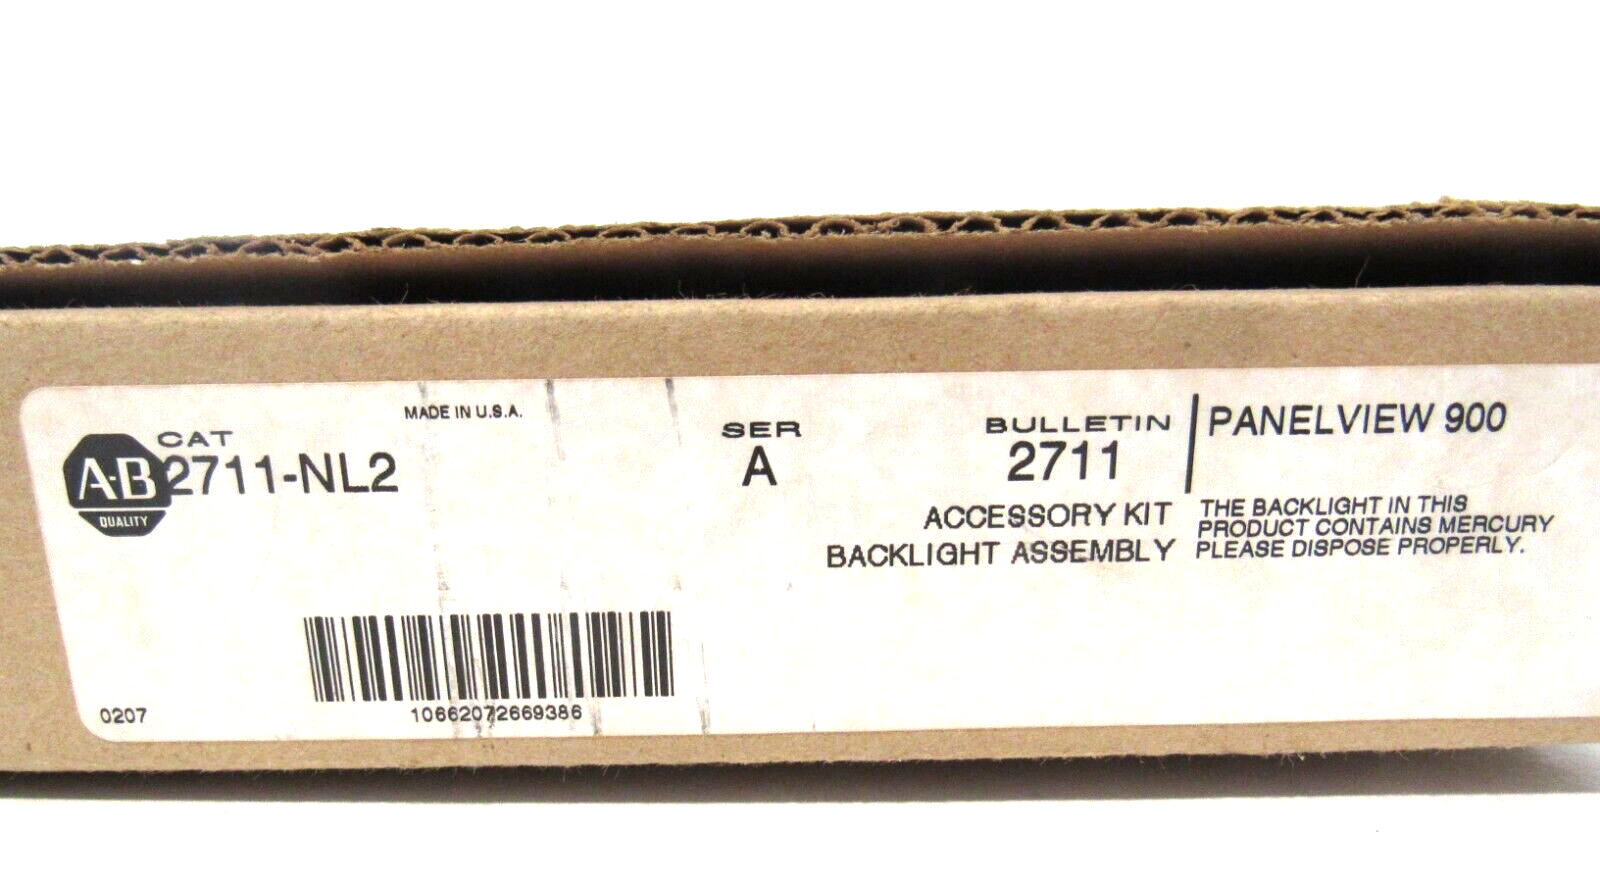 MADE IN U.S.A.
A-B
QUALITY
CAT
2711-NL2
SER
A
BULLETIN
2711
ACCESSORY KIT
BACKLIGHT ASSEMBLY
PANELVIEW 900
THE BACKLIGHT IN THIS
PRODUCT CONTAINS MERCURY
PLEASE DISPOSE PROPERLY.
0207
10662072669386